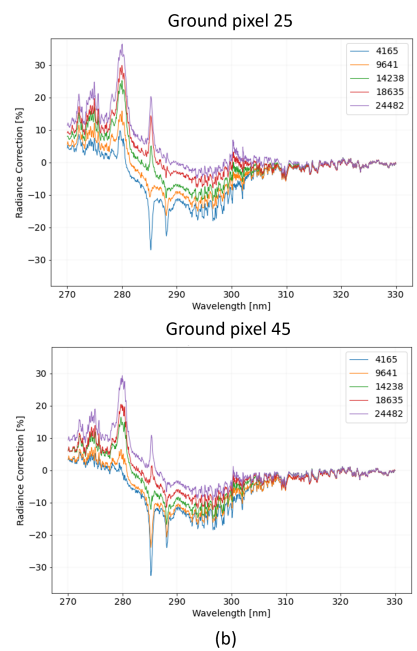 Ground pixel 25
Radiance Correction [%]
30
20
10
0
−10
−20
−30
4165
9641
14238
18635
24482
270 280 290 300 310 320 330
Wavelength [nm]
Ground pixel 45
Radiance Correction [%]
30
20
10
0
−10
−20
−30
4165
9641
14238
18635
24482
270 280 290 300 310 320 330
Wavelength [nm]
(b)